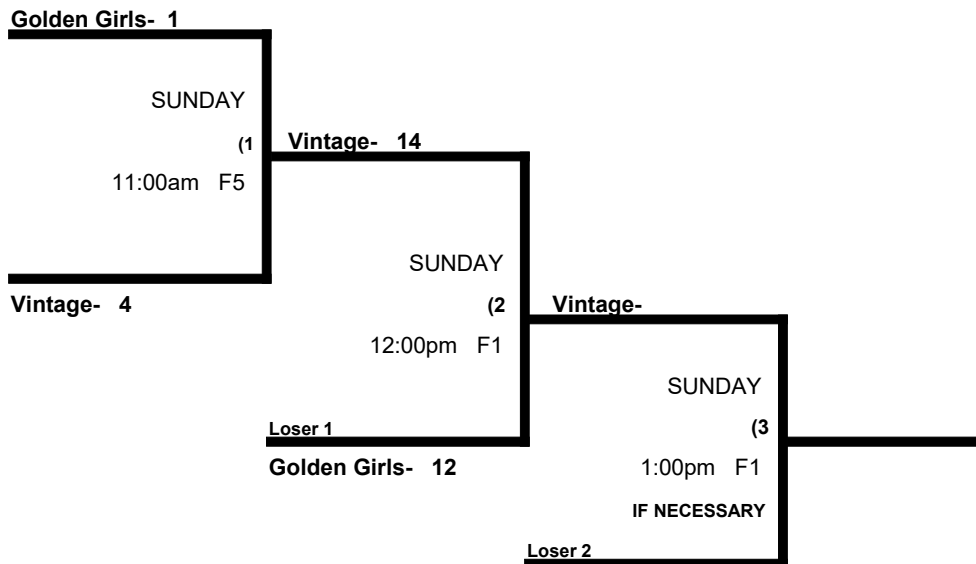 Golden Girls- 1
SUNDAY
(1
Vintage- 14
11:00am F5
SUNDAY
Vintage- 4
(2
Vintage-
12:00pm F1
SUNDAY
Loser 1
(3
Golden Girls- 12
1:00pm F1
IF NECESSARY
Loser 2